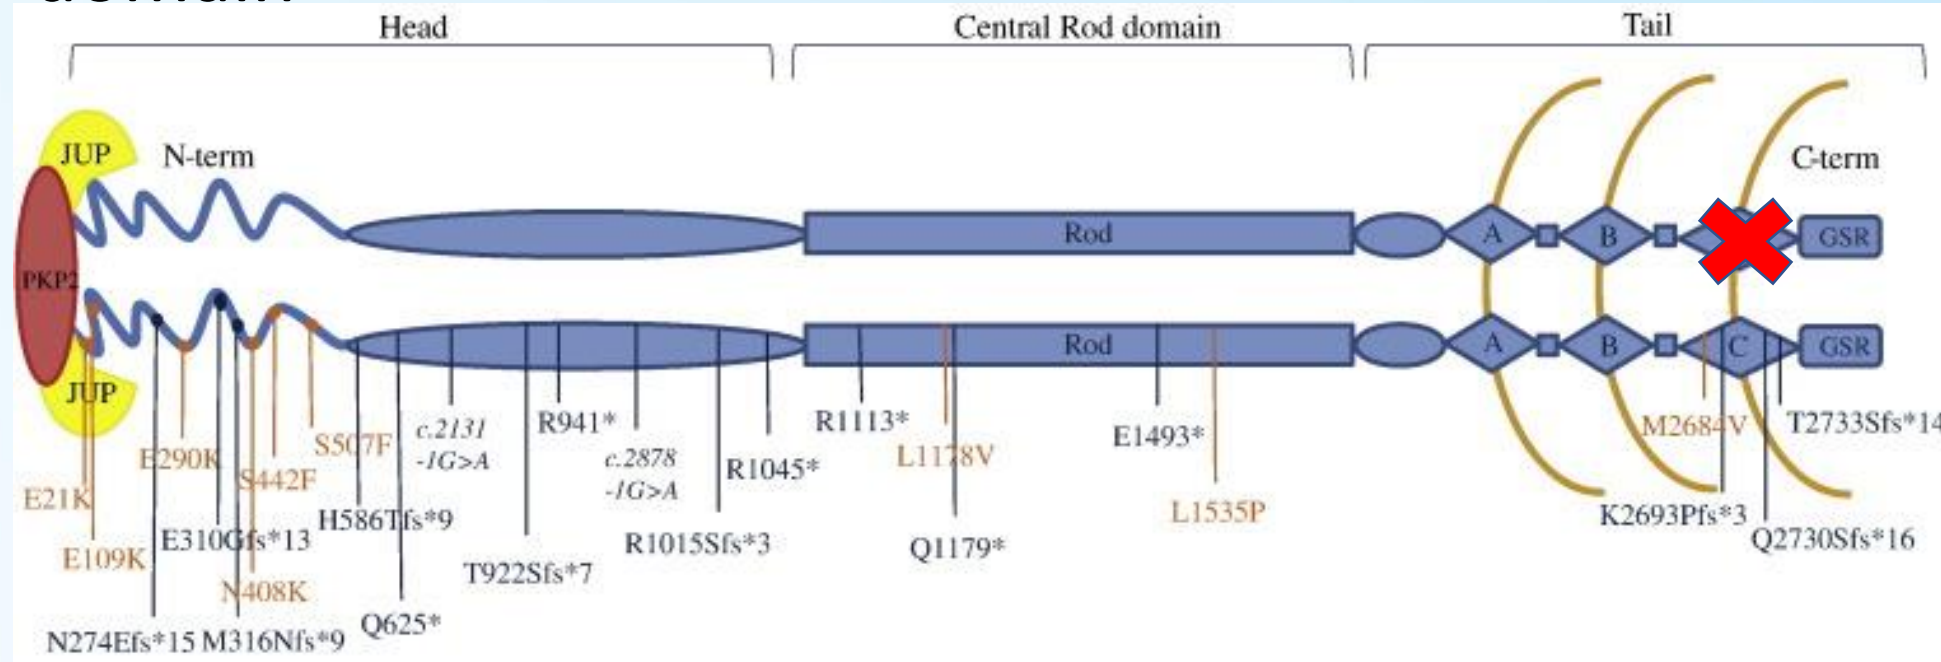 Head
Central Rod domain
Tail
JUP
N-term
C-term
Rod
A
B
GSR
PKP2
Rod
A
B
C
GSR
JUP
E21K
E109K
N274Efs*15
E290K
E310Gfs*13
M316Nfs*9
N408K
S442F
S507F
H586Tfs*9
Q625*
c.2131
-1G>A
T922Sfs*7
R941*
c.2878
-1G>A
R1015Sfs*3
R1045*
R1113*
L1178V
Q1179*
E1493*
L1535P
M2684V
K2693Pfs*3
Q2730Sfs*16
T2733Sfs*14